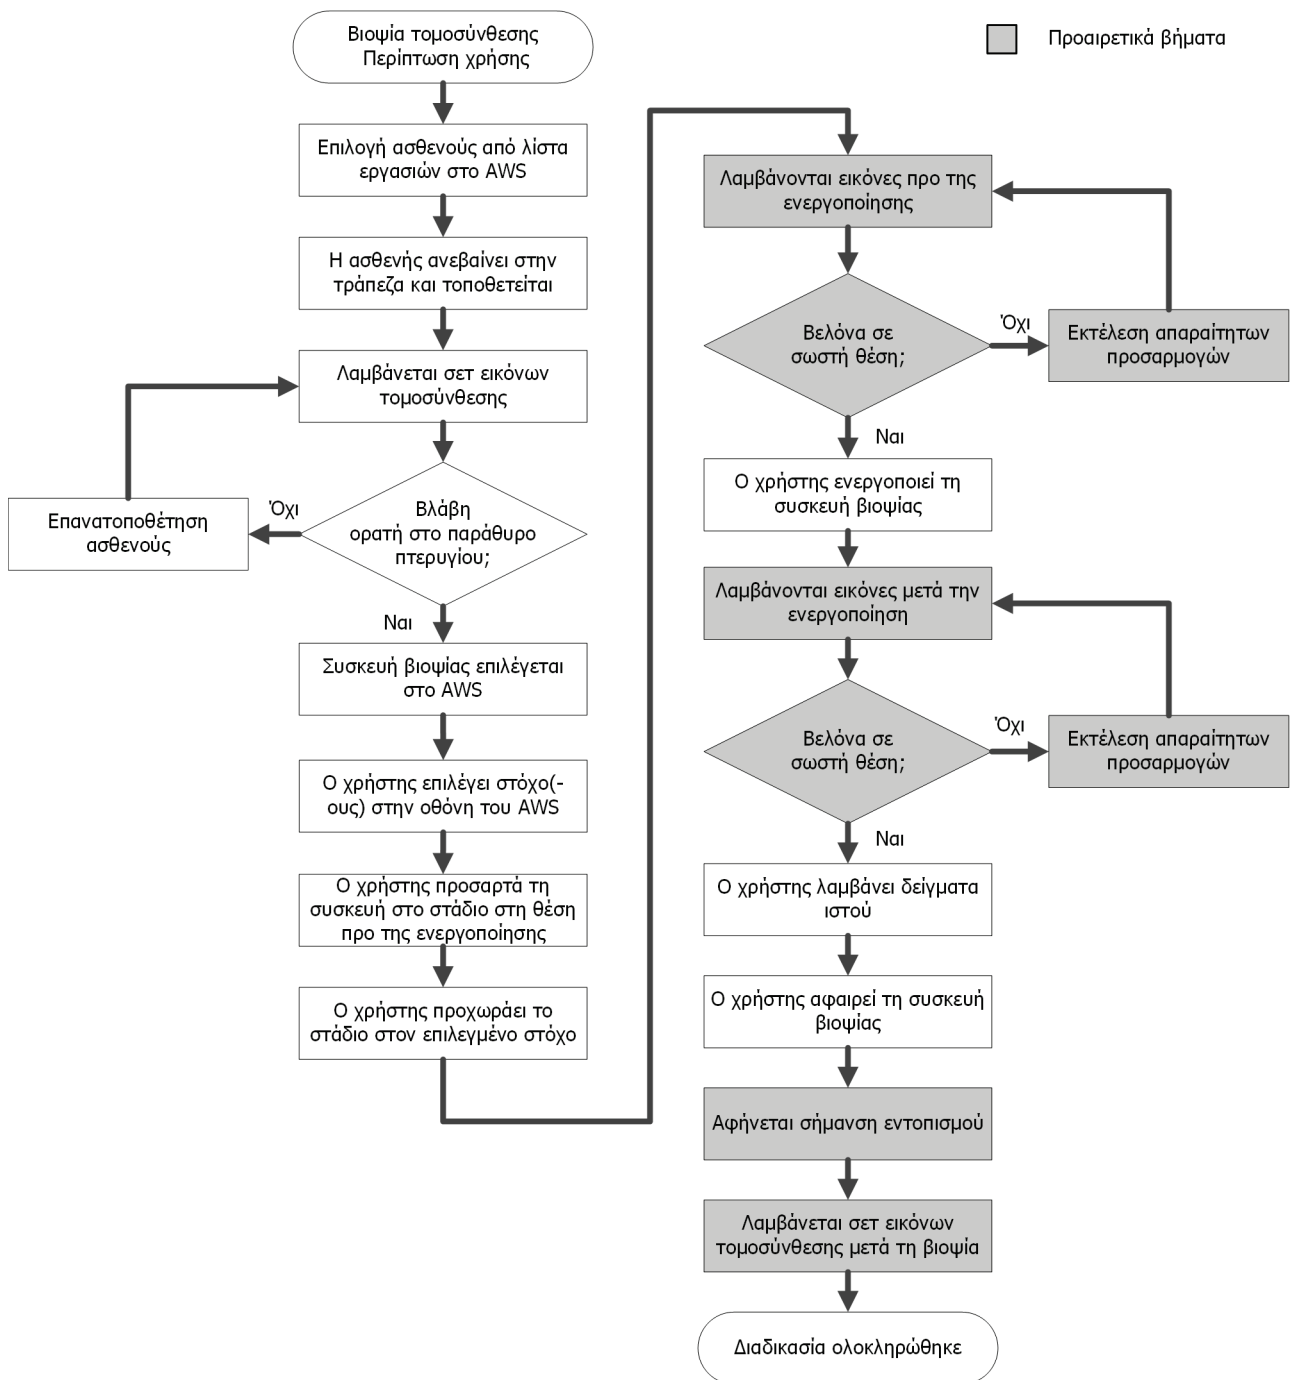 Βιοψία τομοσύνθεσης
Περίπτωση χρήσης
Επιλογή ασθενούς από λίστα
εργασιών στο AWS
Η ασθενής ανεβαίνει στην
τράπεζα και τοποθετείται
Λαμβάνεται σετ εικόνων
τομοσύνθεσης
Βλάβη
ορατή στο παράθυρο
πτερυγίου;
Όχι
Επανατοποθέτηση
ασθενούς
Ναι
Συσκευή βιοψίας επιλέγεται
στο AWS
Ο χρήστης επιλέγει στόχο(-
ους) στην οθόνη του AWS
Ο χρήστης προσαρτά τη
συσκευή στο στάδιο στη θέση
προ της ενεργοποίησης
Ο χρήστης προχωράει το
στάδιο στον επιλεγμένο στόχο
Προαιρετικά βήματα
Λαμβάνονται εικόνες προ της
ενεργοποίησης
Βελόνα σε
σωστή θέση;
Όχι
Εκτέλεση απαραίτητων
προσαρμογών
Ναι
Ο χρήστης ενεργοποιεί τη
συσκευή βιοψίας
Λαμβάνονται εικόνες μετά την
ενεργοποίηση
Βελόνα σε
σωστή θέση;
Όχι
Εκτέλεση απαραίτητων
προσαρμογών
Ναι
Ο χρήστης λαμβάνει δείγματα
ιστού
Ο χρήστης αφαιρεί τη συσκευή
βιοψίας
Αφήνεται σήμανση εντοπισμού
Λαμβάνεται σετ εικόνων
τομοσύνθεσης μετά τη βιοψία
Διαδικασία ολοκληρώθηκε